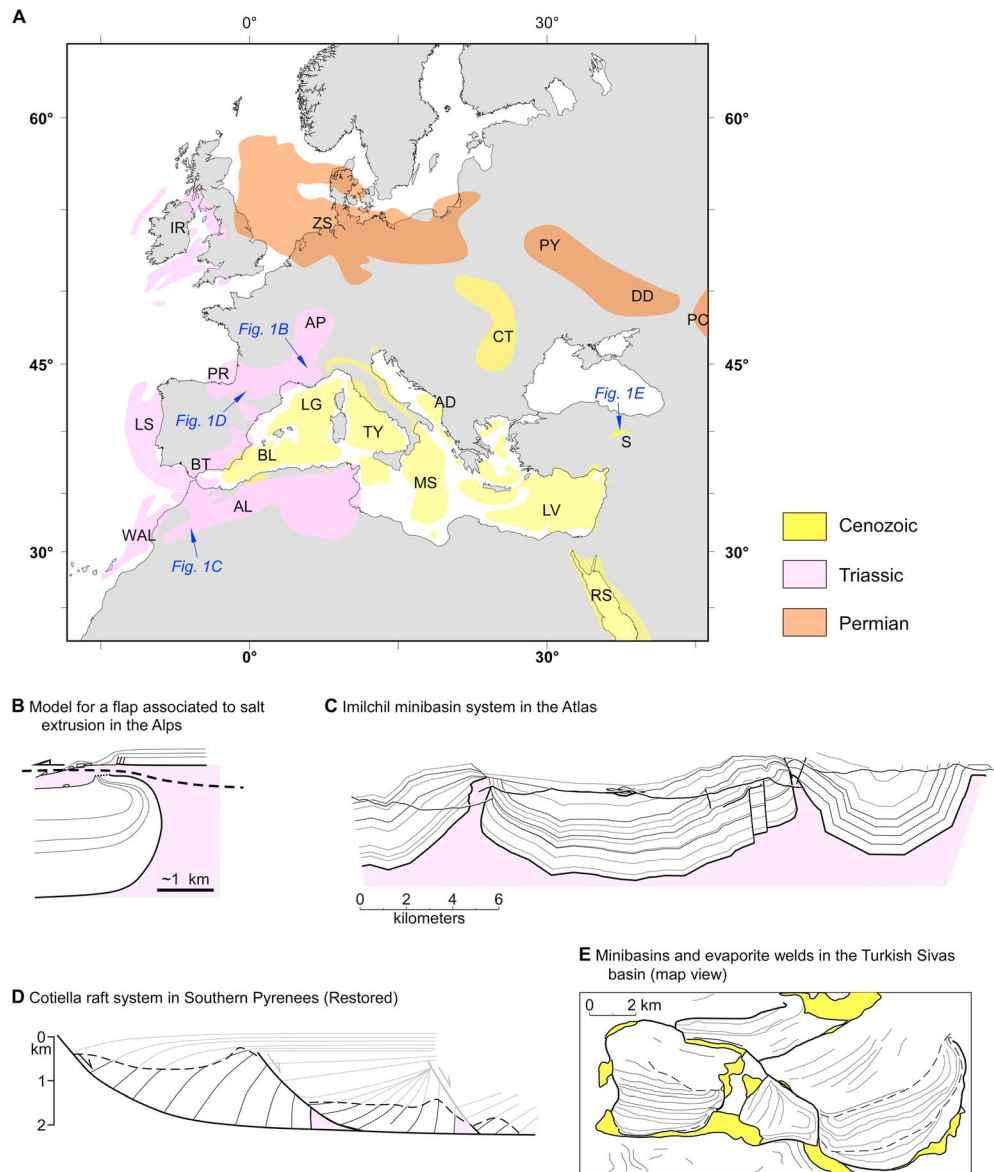 A
0°
30°
60°
60°
IR
ZS
PY
DD
PC
AP
CT
Fig. 1B
45°
45°
PR
Fig. 1D
LG
AD
Fig. 1E
LS
TY
S
BT
BL
MS
AL
LV
WAL
30°
30°
Fig. 1C
RS
0°
30°
Cenozoic
Triassic
Permian
B Model for a flap associated to salt
extrusion in the Alps
~1 km
C Imilchil minibasin system in the Atlas
0 2 4 6
kilometers
D Cotiella raft system in Southern Pyrenees (Restored)
0
km
1
2
E Minibasins and evaporite welds in the Turkish Sivas
basin (map view)
0 2 km